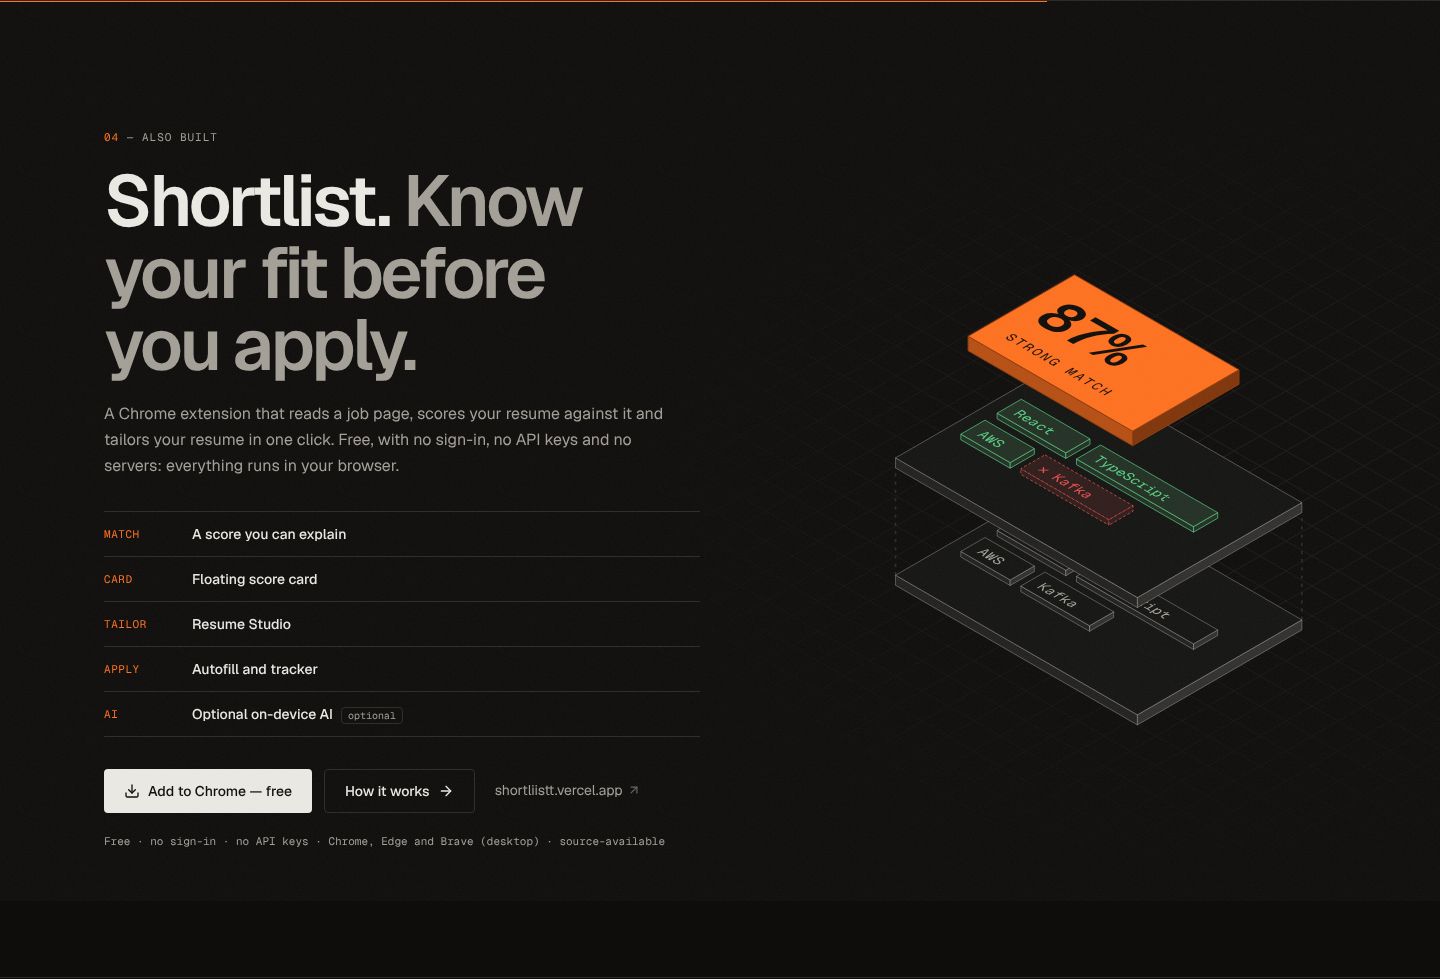 04 — ALSO BUILT
Shortlist. Know
your fit before
you apply.
A Chrome extension that reads a job page, scores your resume against it and
tailors your resume in one click. Free, with no sign-in, no API keys and no
servers: everything runs in your browser.
MATCH A score you can explain
CARD Floating score card
TAILOR Resume Studio
APPLY Autofill and tracker
AI Optional on-device AI optional
Add to Chrome — free How it works → shortliistt.vercel.app ↗
Free · no sign-in · no API keys · Chrome, Edge and Brave (desktop) · source-available
87%
STRONG MATCH
React
AWS
TypeScript
× Kafka
AWS
Kafka